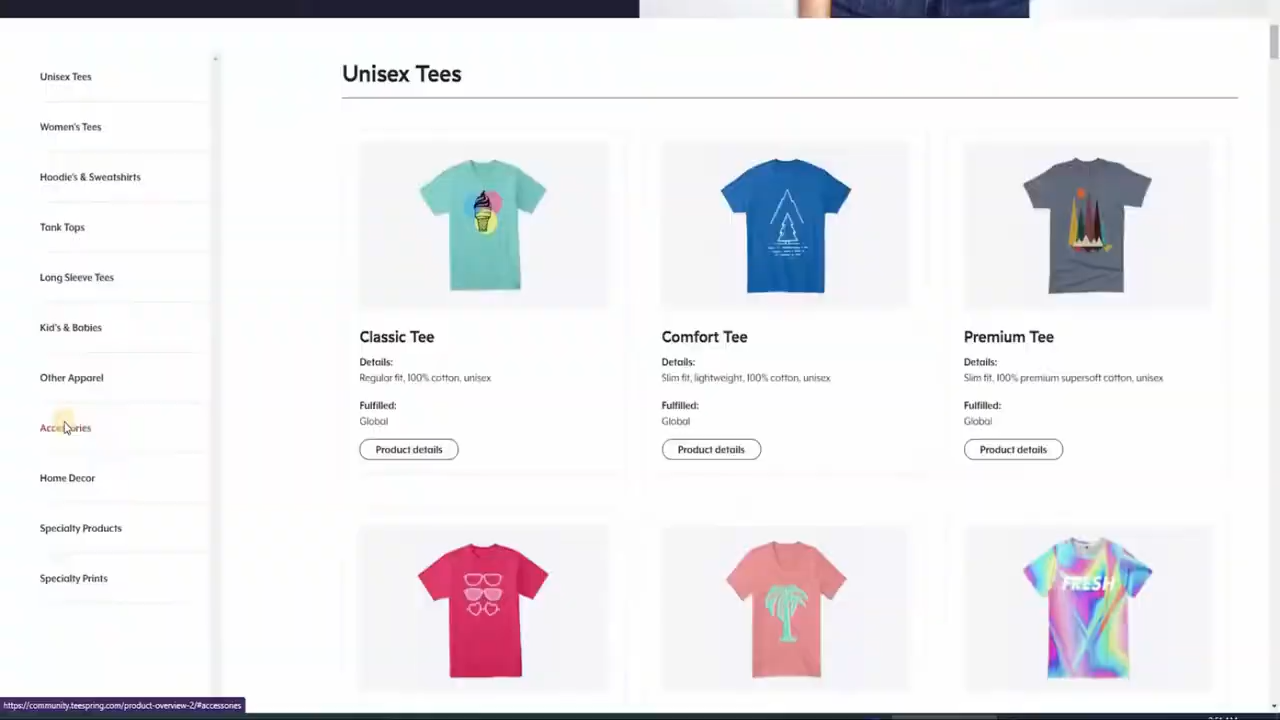 Unisex Tees
Women's Tees
Hoodie's & Sweatshirts
Tank Tops
Long Sleeve Tees
Kid's & Babies
Other Apparel
Accessories
Home Decor
Specialty Products
Specialty Prints
Unisex Tees
Classic Tee
Details:
Regular fit, 100% cotton, unisex
Fulfilled:
Global
Product details
Comfort Tee
Details:
Slim fit, lightweight, 100% cotton, unisex
Fulfilled:
Global
Product details
Premium Tee
Details:
Slim fit, 100% premium supersoft cotton, unisex
Fulfilled:
Global
Product details
FRESH
https://community.teespring.com/product-overview-2/#accessories